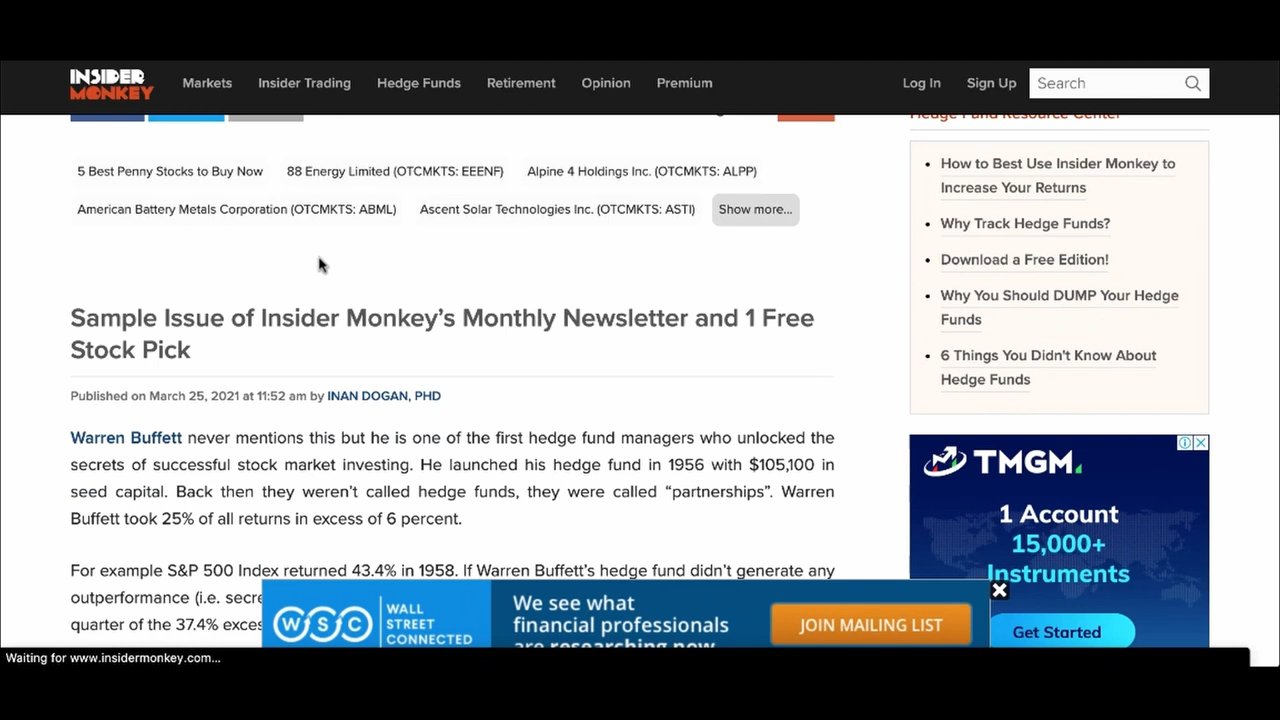 INSIDER
MONKEY
Markets Insider Trading Hedge Funds Retirement Opinion Premium
Log In Sign Up Search
5 Best Penny Stocks to Buy Now 88 Energy Limited (OTCMKTS: EEENF) Alpine 4 Holdings Inc. (OTCMKTS: ALPP)
American Battery Metals Corporation (OTCMKTS: ABML) Ascent Solar Technologies Inc. (OTCMKTS: ASTI) Show more...
Sample Issue of Insider Monkey's Monthly Newsletter and 1 Free
Stock Pick
Published on March 25, 2021 at 11:52 am by INAN DOGAN, PHD
Warren Buffett never mentions this but he is one of the first hedge fund managers who unlocked the
secrets of successful stock market investing. He launched his hedge fund in 1956 with $105,100 in
seed capital. Back then they weren't called hedge funds, they were called "partnerships". Warren
Buffett took 25% of all returns in excess of 6 percent.
For example S&P 500 Index returned 43.4% in 1958. If Warren Buffett's hedge fund didn't generate any
outperformance (i.e. secre
quarter of the 37.4% exces
Hedge Fund Resource Center
• How to Best Use Insider Monkey to
Increase Your Returns
• Why Track Hedge Funds?
• Download a Free Edition!
• Why You Should DUMP Your Hedge
Funds
• 6 Things You Didn't Know About
Hedge Funds
TMGM
1 Account
15,000+
Instruments
Get Started
WSC
WALL
STREET
CONNECTED
We see what
financial professionals
are researching now
JOIN MAILING LIST
Waiting for www.insidermonkey.com...